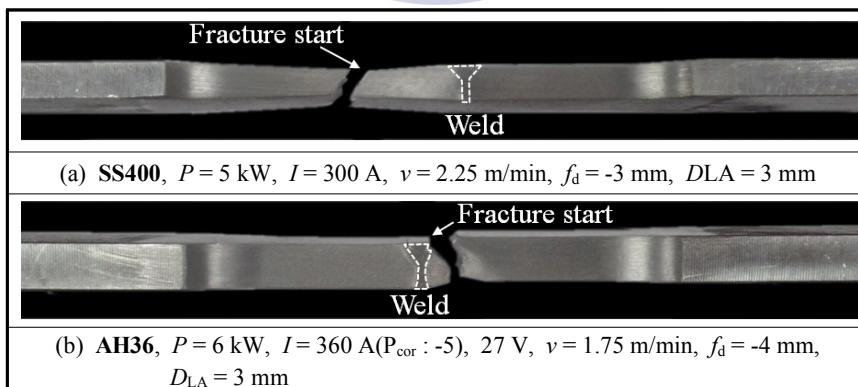 Fracture start
Weld
(a) SS400, P = 5 kW, I = 300 A, v = 2.25 m/min, fd = -3 mm, DLA = 3 mm
Fracture start
Weld
(b) AH36, P = 6 kW, I = 360 A(Pcor : -5), 27 V, v = 1.75 m/min, fd = -4 mm,
DLA = 3 mm